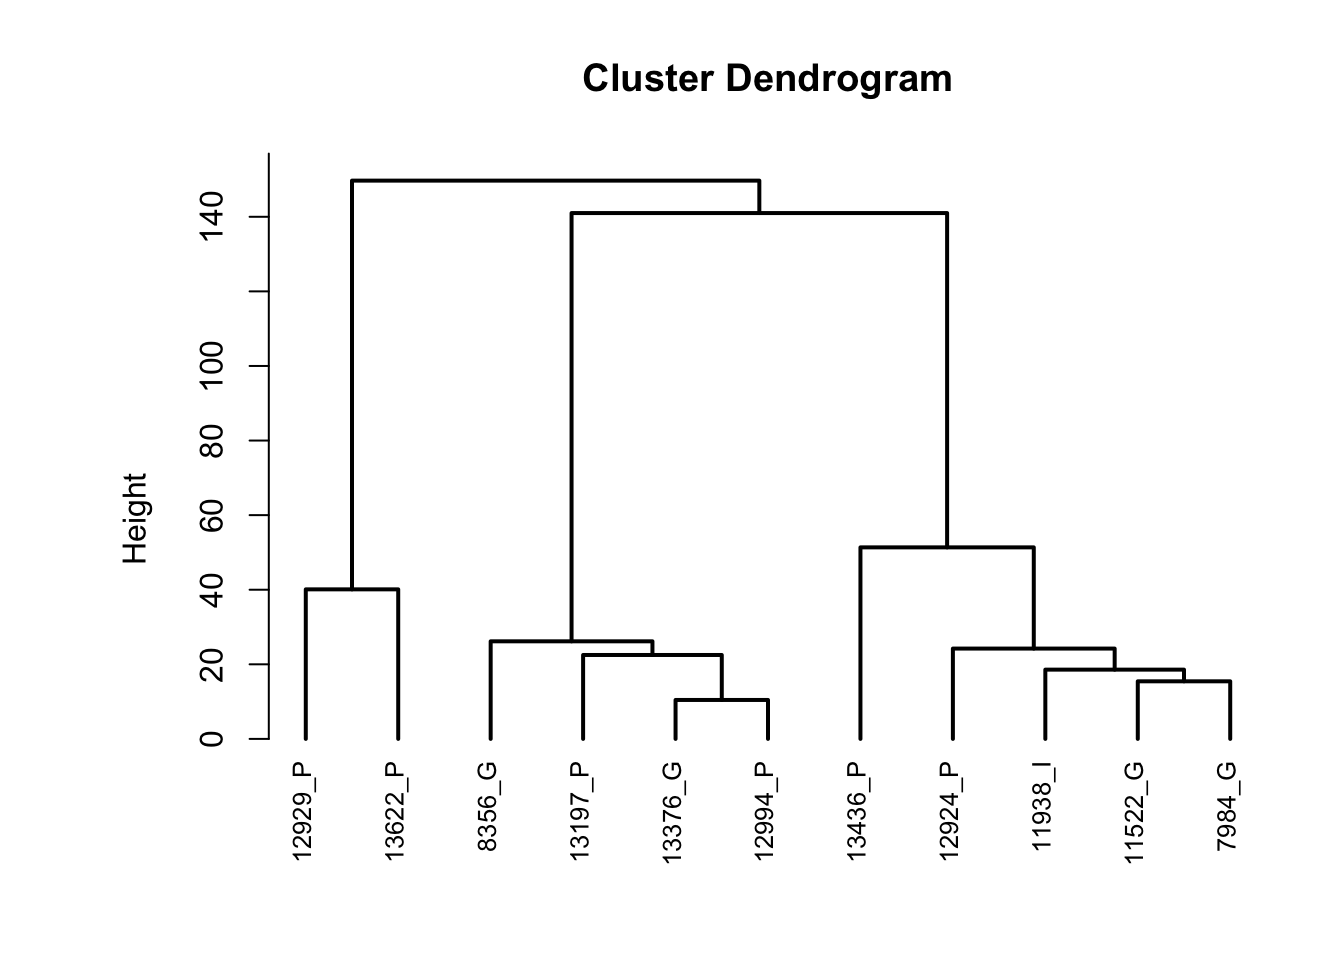 Cluster Dendrogram
Height
140
100
80
60
40
20
0
12929_P
13622_P
8356_G
13197_P
13376_G
12994_P
13436_P
12924_P
11938_I
11522_G
7984_G